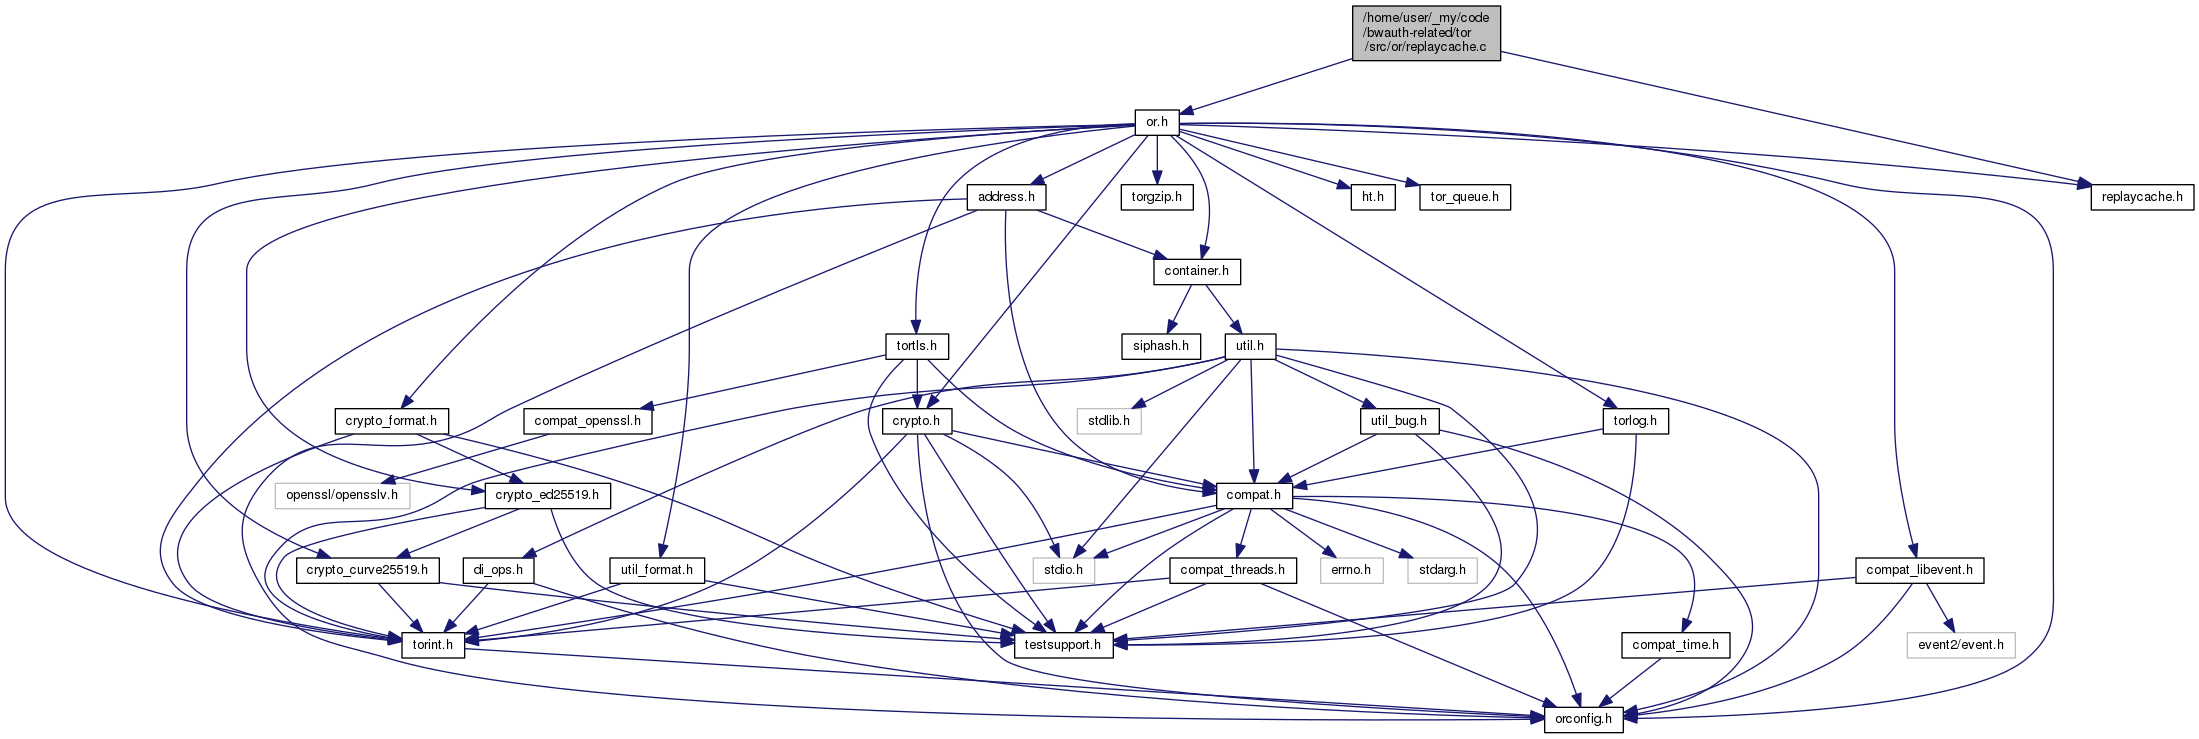 /home/user/_my/code
/bwauth-related/tor
/src/or/replaycache.c
or.h
address.h
torgzip.h
ht.h
tor_queue.h
replaycache.h
container.h
tortls.h
siphash.h
util.h
crypto_format.h
compat_openssl.h
crypto.h
stdlib.h
util_bug.h
torlog.h
openssl/opensslv.h
crypto_ed25519.h
compat.h
crypto_curve25519.h
di_ops.h
util_format.h
stdio.h
compat_threads.h
errno.h
stdarg.h
compat_libevent.h
torint.h
testsupport.h
compat_time.h
event2/event.h
orconfig.h